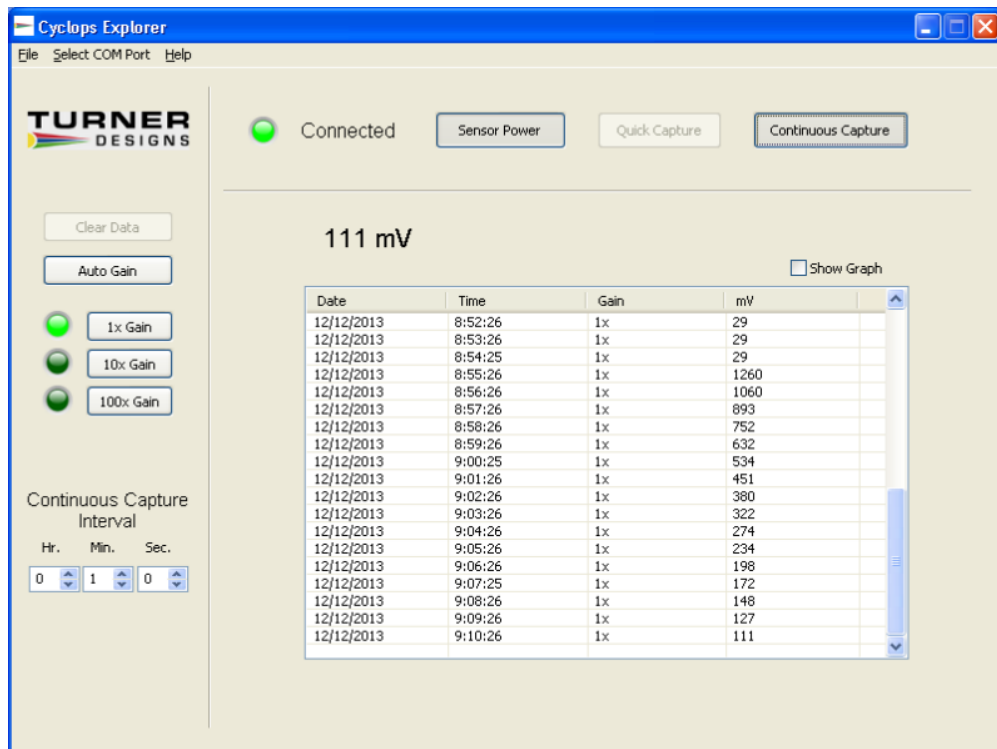 Cyclops Explorer
File Select COM Port Help
TURNER
DESIGNS
Connected Sensor Power Quick Capture Continuous Capture
Clear Data
Auto Gain
1x Gain
10x Gain
100x Gain
Continuous Capture
Interval
Hr. Min. Sec.
0 1 0
111 mV
Show Graph
Date Time Gain mV
12/12/2013 8:52:26 1x 29
12/12/2013 8:53:26 1x 29
12/12/2013 8:54:25 1x 29
12/12/2013 8:55:26 1x 1260
12/12/2013 8:56:26 1x 1060
12/12/2013 8:57:26 1x 893
12/12/2013 8:58:26 1x 752
12/12/2013 8:59:26 1x 632
12/12/2013 9:00:25 1x 534
12/12/2013 9:01:26 1x 451
12/12/2013 9:02:26 1x 380
12/12/2013 9:03:26 1x 322
12/12/2013 9:04:26 1x 274
12/12/2013 9:05:26 1x 234
12/12/2013 9:06:26 1x 198
12/12/2013 9:07:25 1x 172
12/12/2013 9:08:26 1x 148
12/12/2013 9:09:26 1x 127
12/12/2013 9:10:26 1x 111